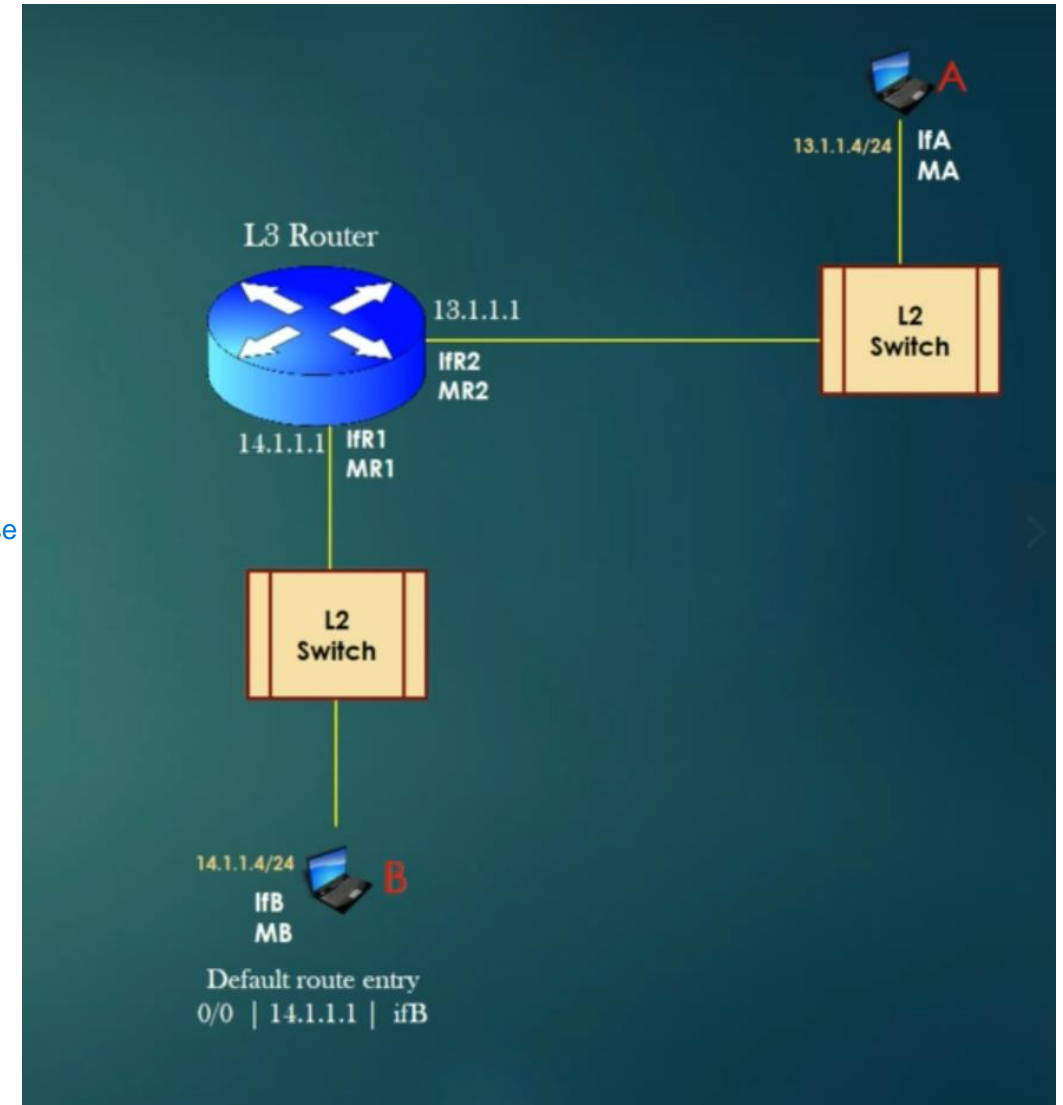 A
13.1.1.4/24
IfA
MA
L3 Router
13.1.1.1
IfR2
MR2
L2
Switch
14.1.1.1
IfR1
MR1
L2
Switch
14.1.1.4/24
B
IfB
MB
Default route entry
0/0 | 14.1.1.1 | ifB